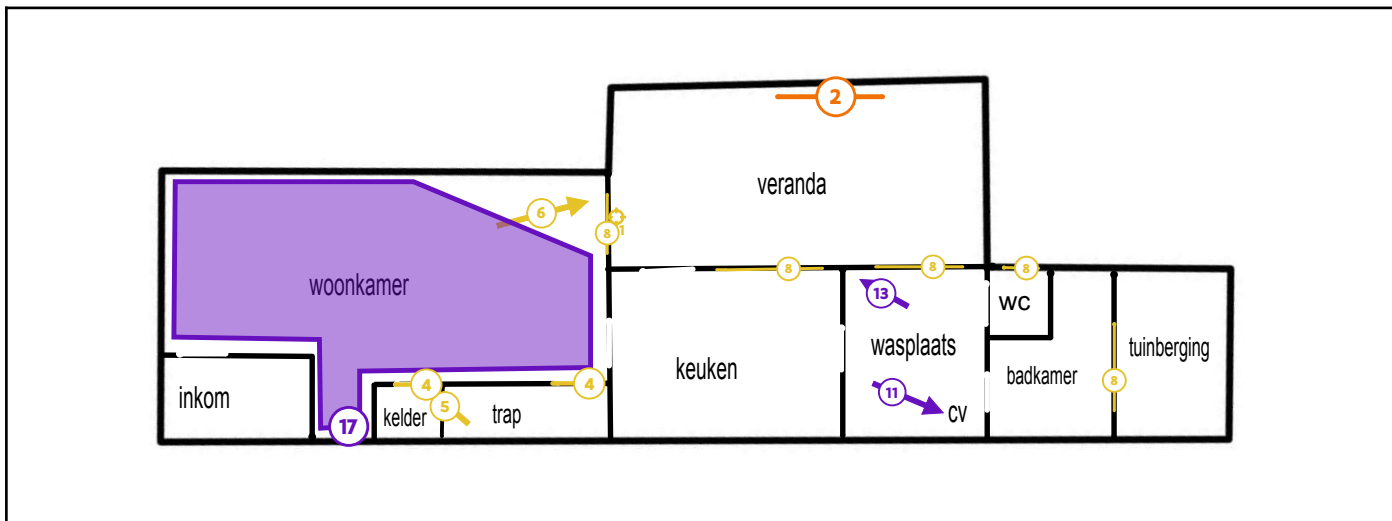 2
veranda
6
8
1
woonkamer
8
8
8
13
wc
wasplaats
keuken
tuinberging
badkamer
inkom
4
4
8
11
5
kelder
trap
cv
17